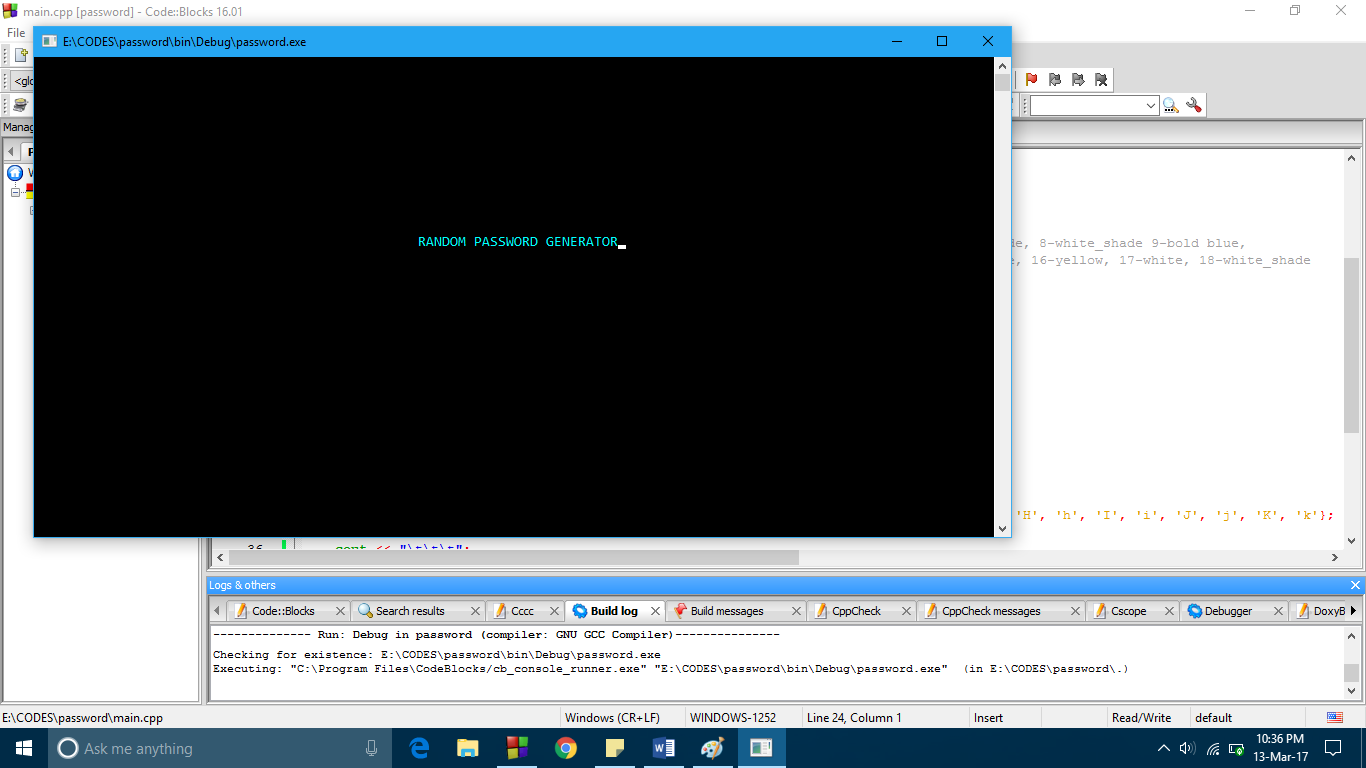 main.cpp [password] - Code::Blocks 16.01
File
E:\CODES\password\bin\Debug\password.exe
<glo
Manag
P
W
RANDOM PASSWORD GENERATOR
de, 8-white_shade 9-bold blue,
e, 16-yellow, 17-white, 18-white_shade
'H', 'h', 'I', 'i', 'J', 'j', 'K', 'k'};
36 cout << "\t\t\t";
Logs & others
Code::Blocks Search results Cccc Build log Build messages CppCheck CppCheck messages Cscope Debugger DoxyB
-------------- Run: Debug in password (compiler: GNU GCC Compiler)---------------
Checking for existence: E:\CODES\password\bin\Debug\password.exe
Executing: "C:\Program Files\CodeBlocks/cb_console_runner.exe" "E:\CODES\password\bin\Debug\password.exe"  (in E:\CODES\password\.)
E:\CODES\password\main.cpp Windows (CR+LF) WINDOWS-1252 Line 24, Column 1 Insert Read/Write default
Ask me anything
10:36 PM
13-Mar-17